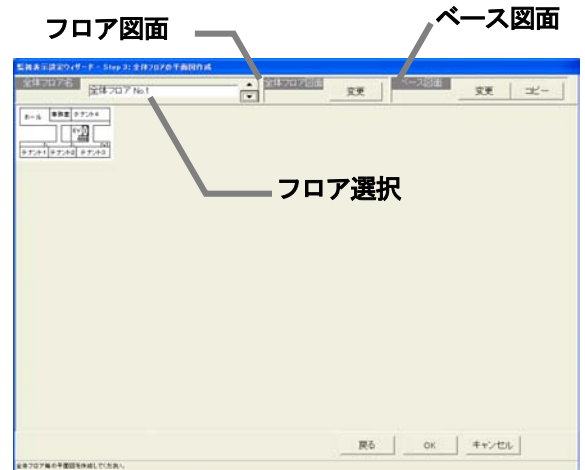 フロア図面
ベース図面
監視表示設定ウィザード - Step 3: 全体フロアの平面図作成
全体フロア名
全体フロア No.1
全体フロア図面
変更
ベース図面
変更
コピー
ホール
事務室
テナント4
EV
テナント1
テナント2
テナント3
フロア選択
戻る
OK
キャンセル
全体フロア毎の平面図を作成してください。